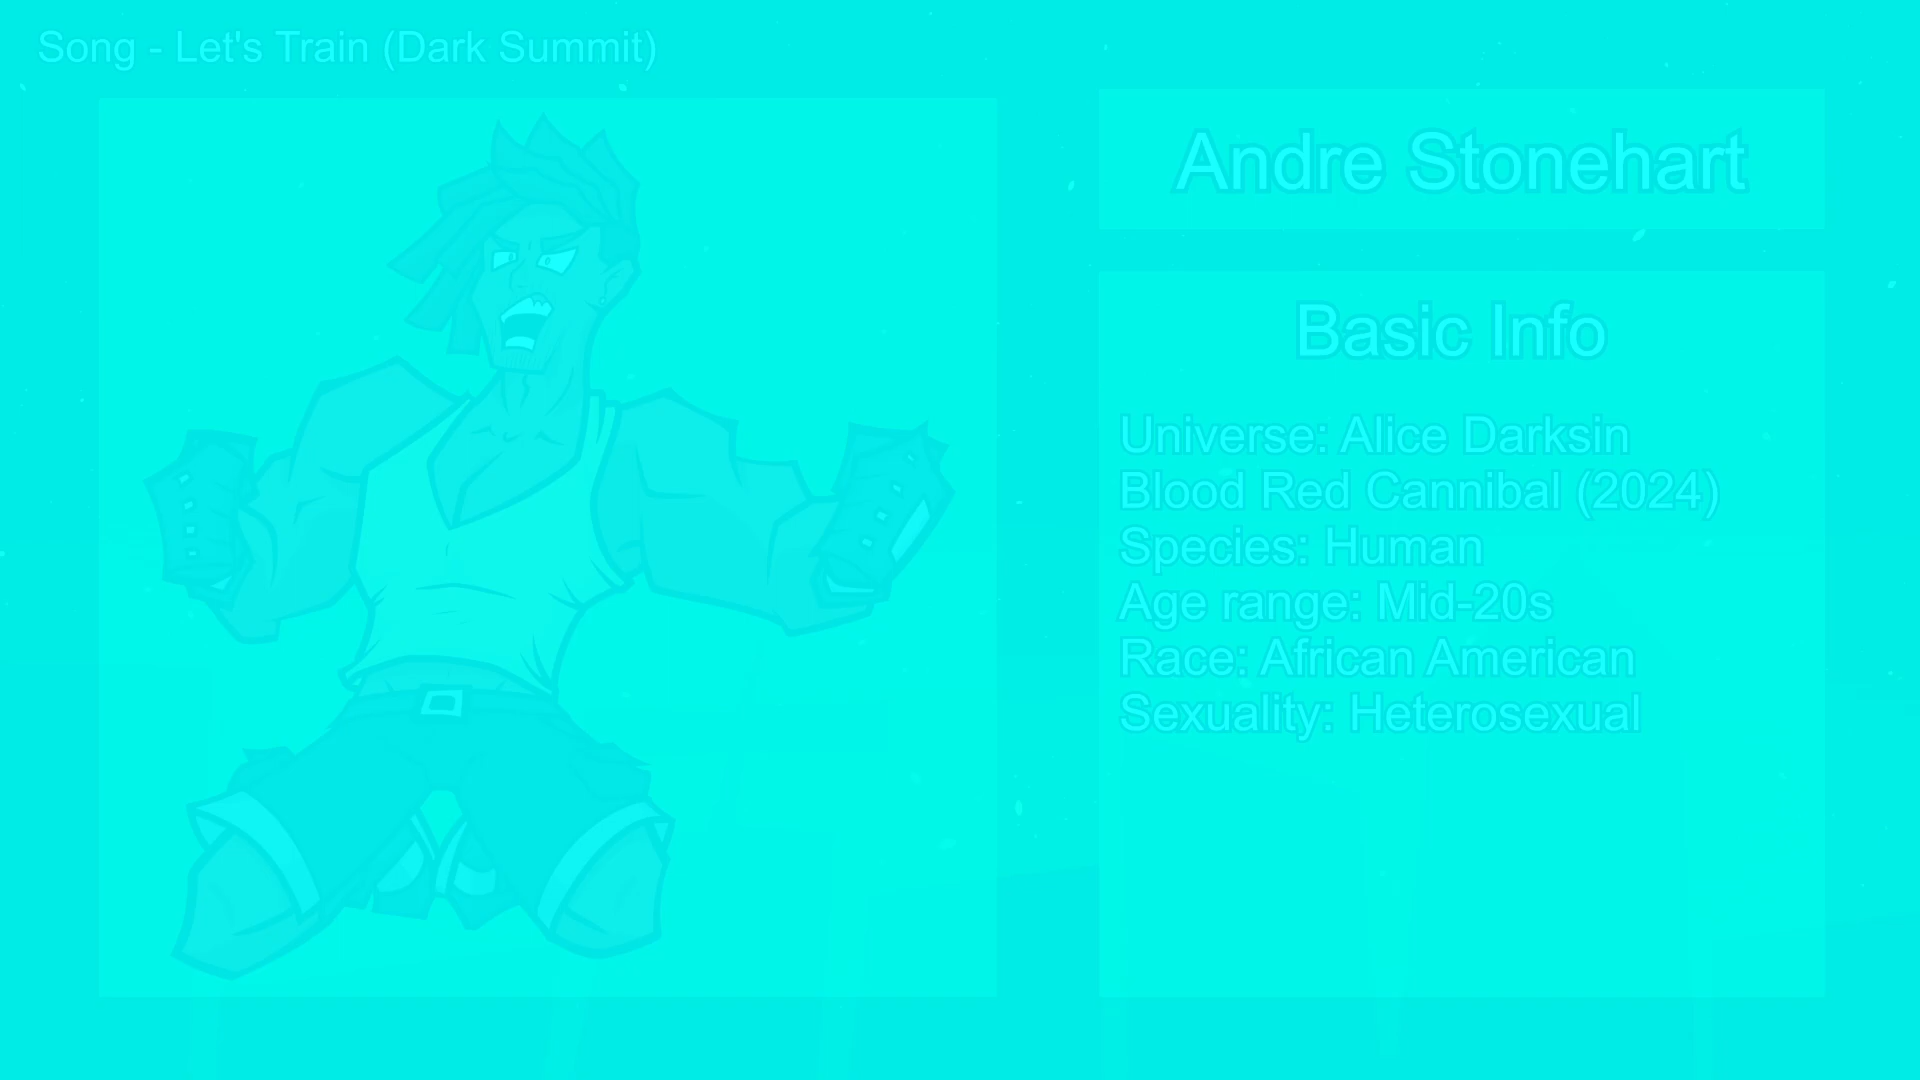 Song - Let's Train (Dark Summit)
Andre Stonehart
Basic Info
Universe: Alice Darksin
Blood Red Cannibal (2024)
Species: Human
Age range: Mid-20s
Race: African American
Sexuality: Heterosexual